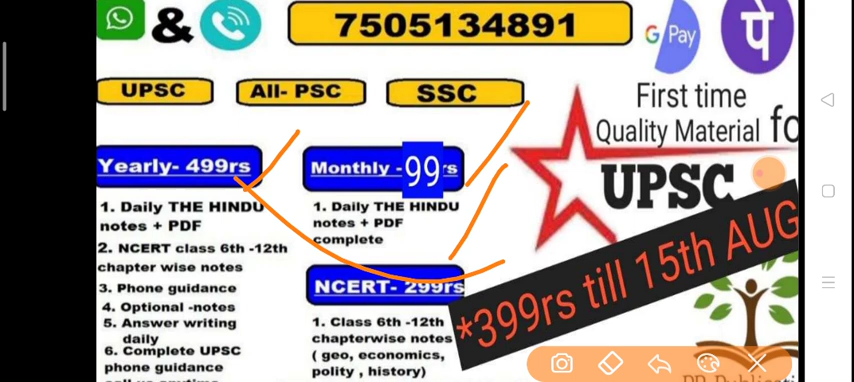 & 7505134891 G Pay पे
UPSC All- PSC SSC
First time
Quality Material fo
UPSC
Yearly- 499rs
1. Daily THE HINDU
notes + PDF
2. NCERT class 6th -12th
chapter wise notes
3. Phone guidance
4. Optional -notes
5. Answer writing
daily
6. Complete UPSC
phone guidance
Monthly -99rs
1. Daily THE HINDU
notes + PDF
complete
NCERT- 299rs
1. Class 6th -12th
chapterwise notes
( geo, economics,
polity , history)
*399rs till 15th AUG